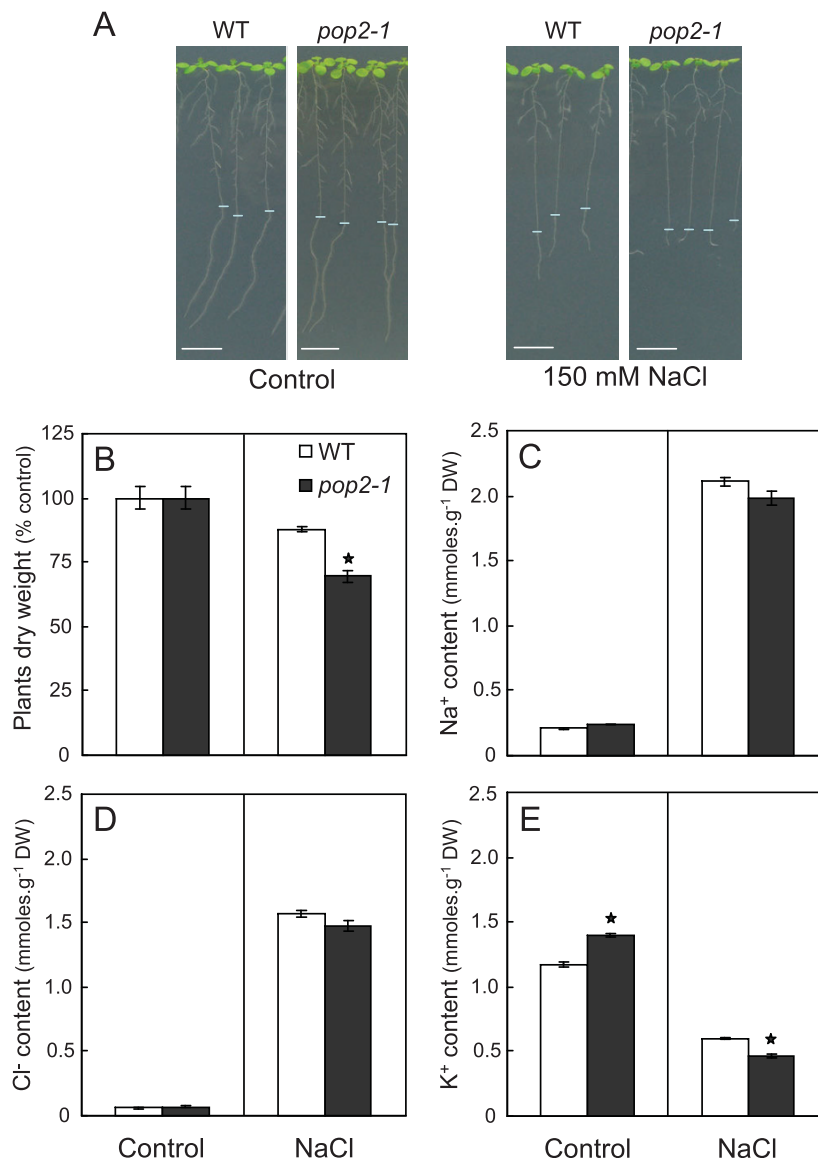 A
WT pop2-1 WT pop2-1
Control 150 mM NaCl
B
WT
pop2-1
Plants dry weight (% control)
125
100
75
50
25
0
C
Na⁺ content (mmoles.g⁻¹ DW)
2.5
2.0
1.5
1.0
0.5
0
D
Cl⁻ content (mmoles.g⁻¹ DW)
2.5
2.0
1.5
1.0
0.5
0
Control NaCl
E
K⁺ content (mmoles.g⁻¹ DW)
2.5
2.0
1.5
1.0
0.5
0
Control NaCl